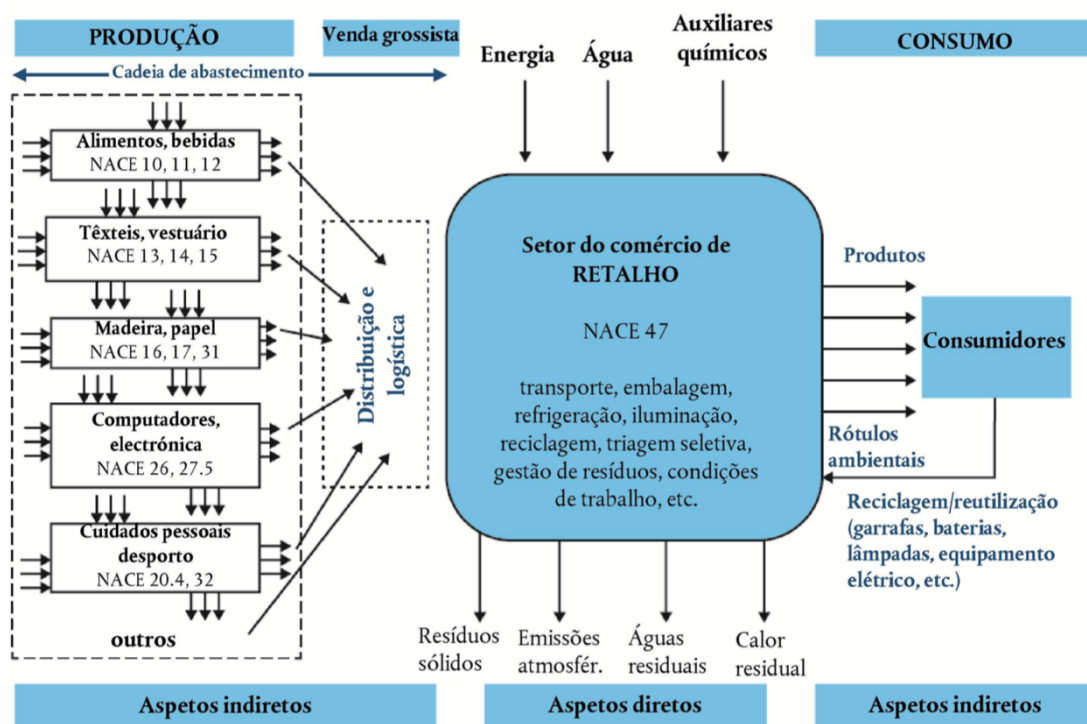 PRODUÇÃO
Venda grossista
Cadeia de abastecimento
Alimentos, bebidas
NACE 10, 11, 12
Têxteis, vestuário
NACE 13, 14, 15
Madeira, papel
NACE 16, 17, 31
Computadores,
electrónica
NACE 26, 27.5
Cuidados pessoais
desporto
NACE 20.4, 32
outros
Distribuição e
logística
Energia
Água
Auxiliares
químicos
Setor do comércio de
RETALHO
NACE 47
transporte, embalagem,
refrigeração, iluminação,
reciclagem, triagem seletiva,
gestão de resíduos, condições
de trabalho, etc.
Resíduos
sólidos
Emissões
atmosfér.
Águas
residuais
Calor
residual
CONSUMO
Produtos
Consumidores
Rótulos
ambientais
Reciclagem/reutilização
(garrafas, baterias,
lâmpadas, equipamento
elétrico, etc.)
Aspetos indiretos
Aspetos diretos
Aspetos indiretos